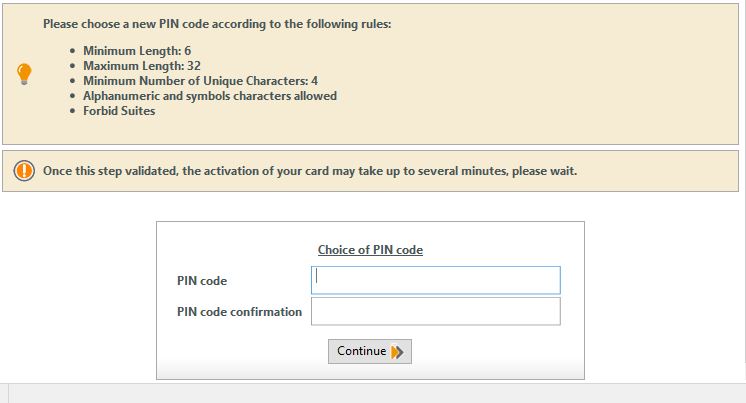 Please choose a new PIN code according to the following rules:
• Minimum Length: 6
• Maximum Length: 32
• Minimum Number of Unique Characters: 4
• Alphanumeric and symbols characters allowed
• Forbid Suites
Once this step validated, the activation of your card may take up to several minutes, please wait.
Choice of PIN code
PIN code
PIN code confirmation
Continue